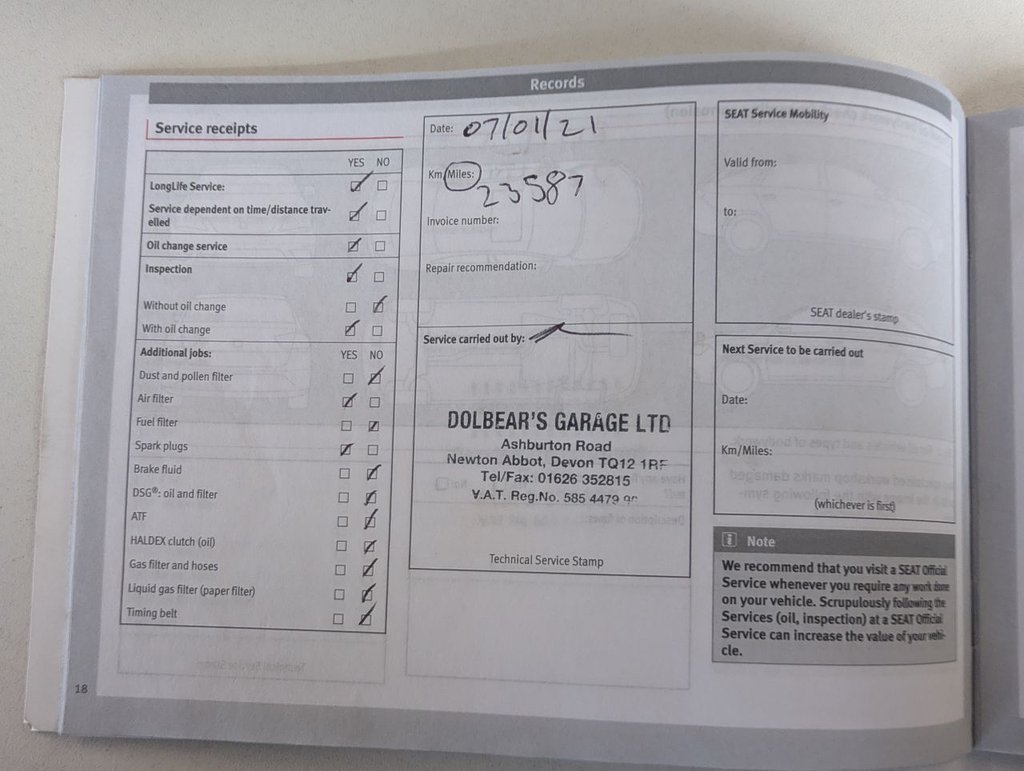 Records
Service receipts
YES NO
LongLife Service:
Service dependent on time/distance trav-
elled
Oil change service
Inspection
Without oil change
With oil change
Additional jobs: YES NO
Dust and pollen filter
Air filter
Fuel filter
Spark plugs
Brake fluid
DSG®: oil and filter
ATF
HALDEX clutch (oil)
Gas filter and hoses
Liquid gas filter (paper filter)
Timing belt
18
Date: 07/01/21
Km/Miles:
23587
Invoice number:
Repair recommendation:
Service carried out by:
DOLBEAR'S GARAGE LTD
Ashburton Road
Newton Abbot, Devon TQ12
Tel/Fax: 01626 352815
V.A.T. Reg.No. 585 4479
Technical Service Stamp
SEAT Service Mobility
Valid from:
to:
SEAT dealer's stamp
Next Service to be carried out
Date:
Km/Miles:
(whichever is first)
Note
We recommend that you visit a SEAT Official
Service whenever you require any work done
on your vehicle. Scrupulously following the
Services (oil, inspection) at a SEAT Official
Service can increase the value of your vehi-
cle.